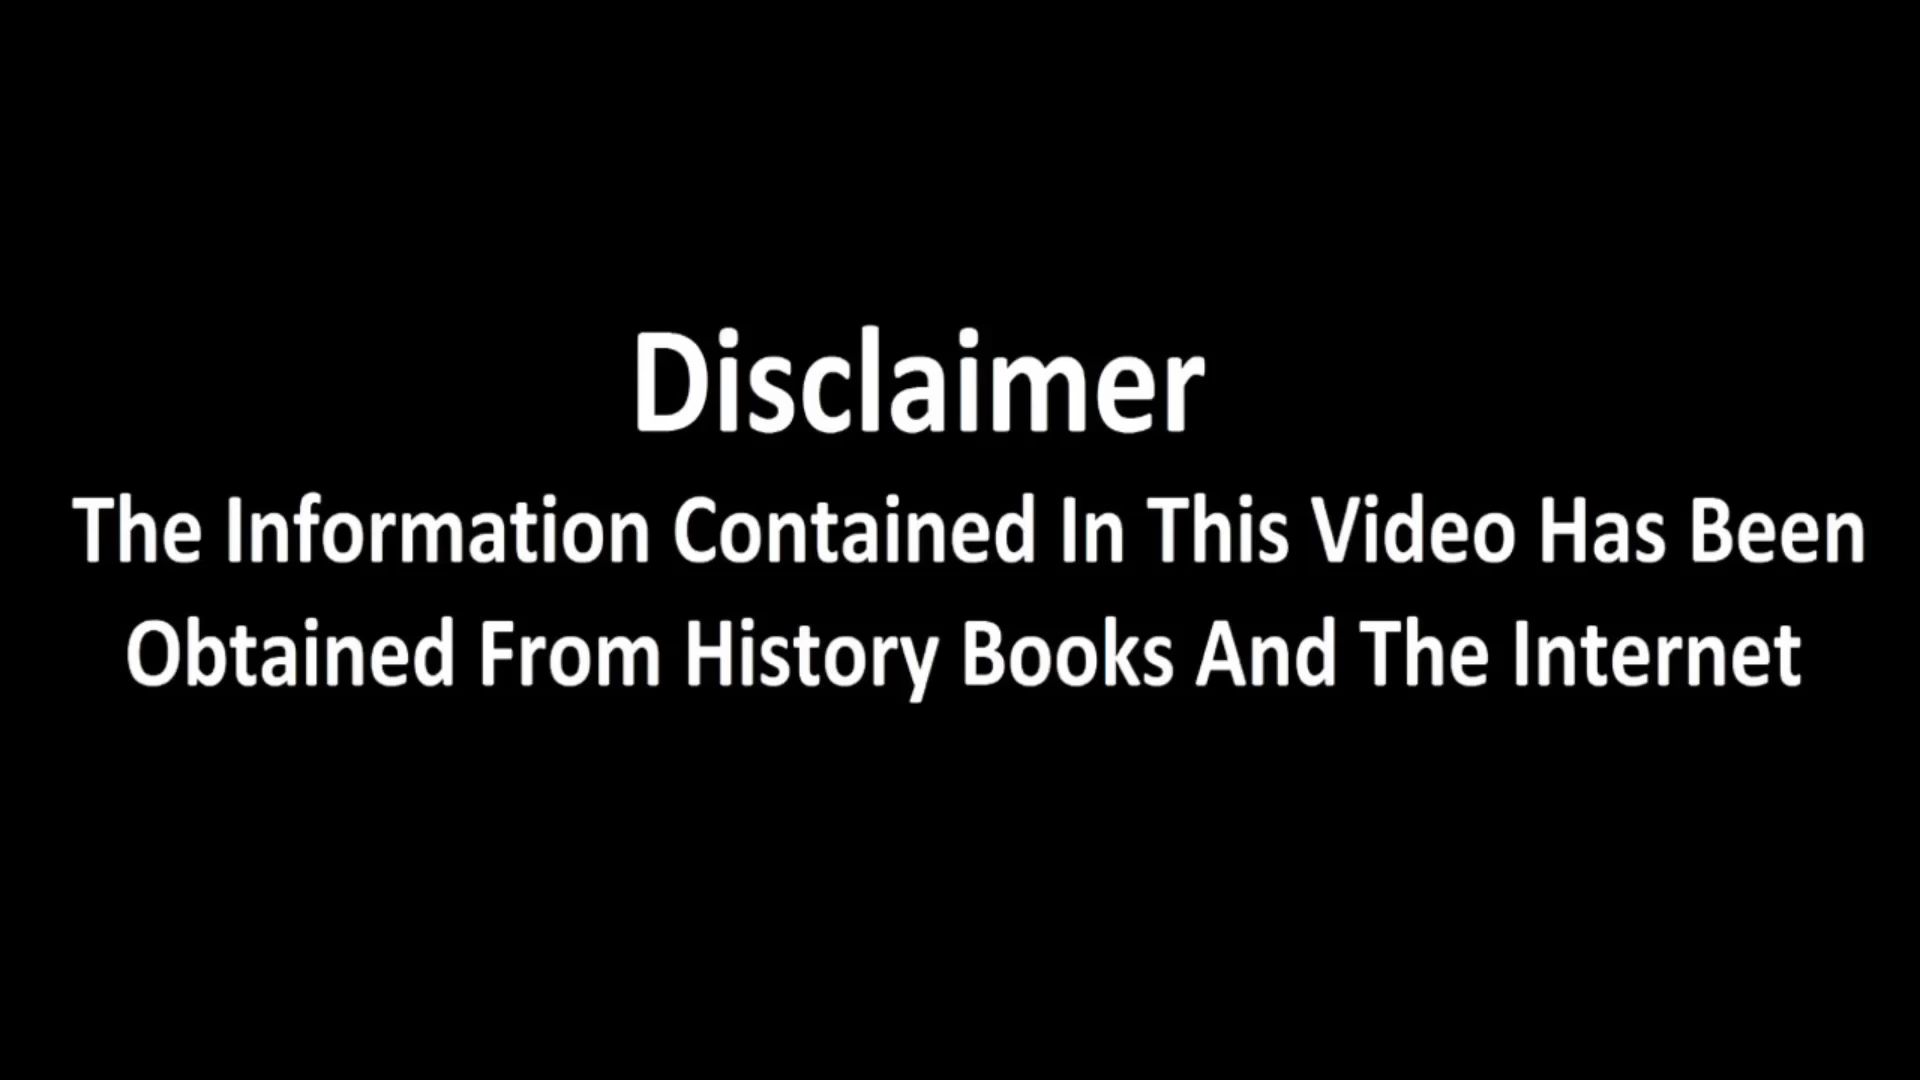 Disclaimer
The Information Contained In This Video Has Been
Obtained From History Books And The Internet